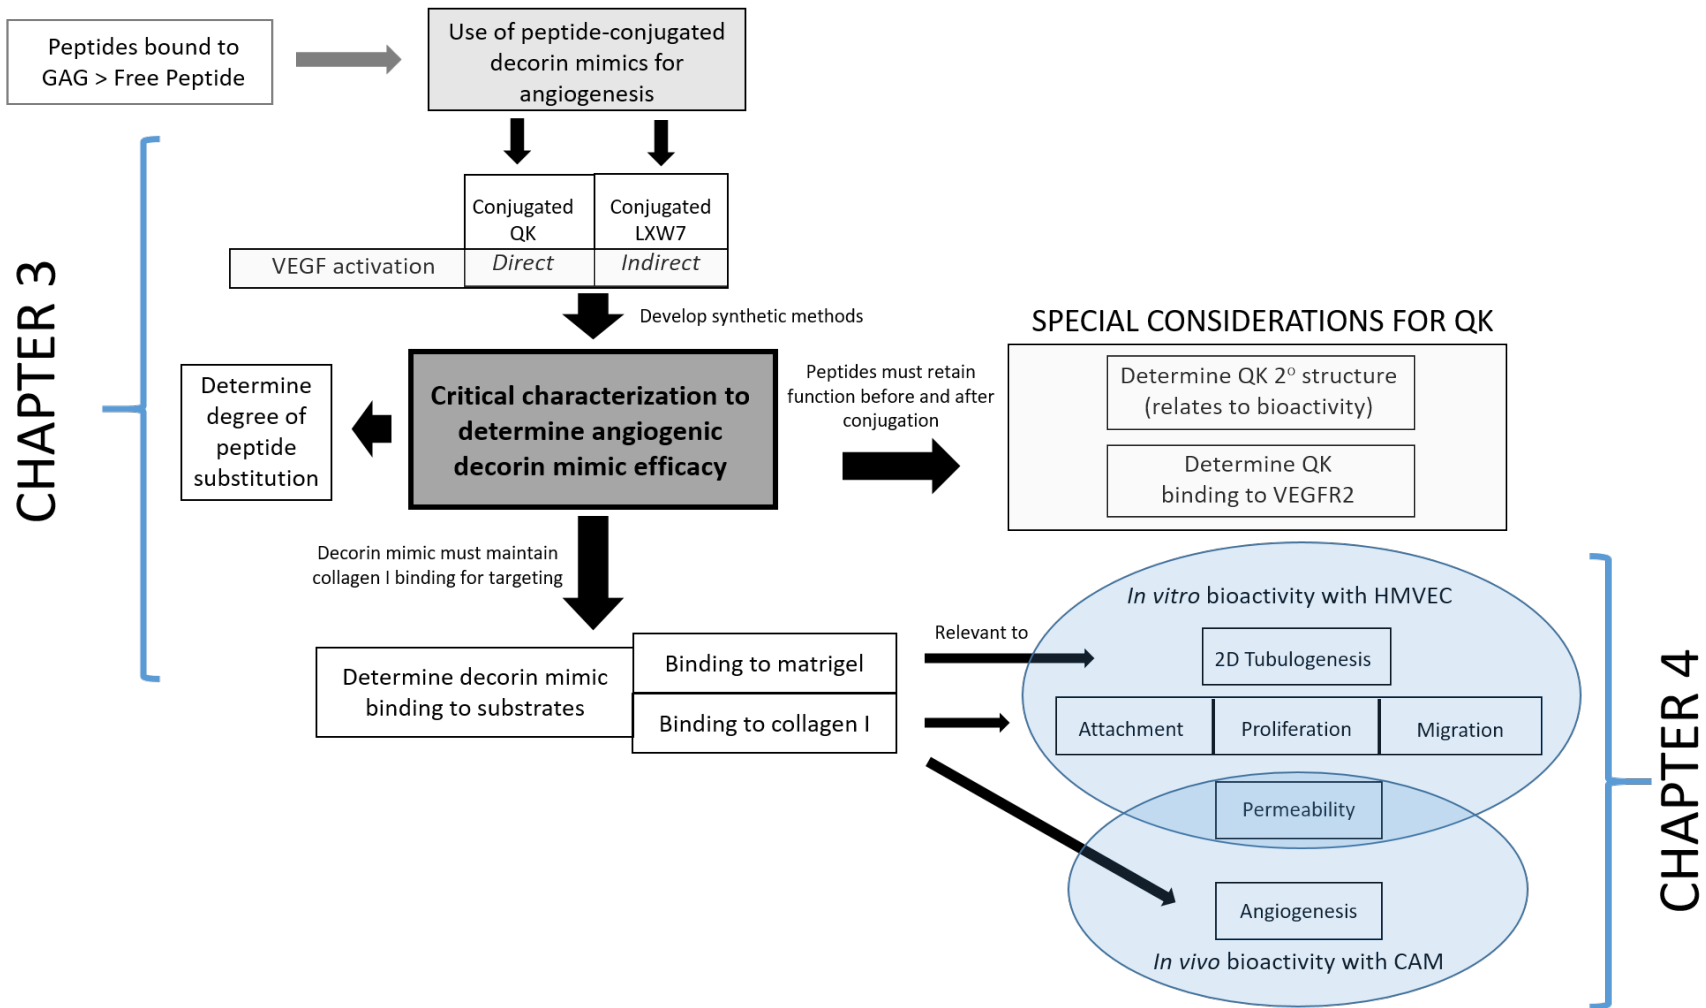 Peptides bound to
GAG > Free Peptide
Use of peptide-conjugated
decorin mimics for
angiogenesis
CHAPTER 3
Conjugated
QK
Conjugated
LXW7
VEGF activation
Direct
Indirect
Develop synthetic methods
SPECIAL CONSIDERATIONS FOR QK
Determine
degree of
peptide
substitution
Critical characterization to
determine angiogenic
decorin mimic efficacy
Peptides must retain
function before and after
conjugation
Determine QK 2º structure
(relates to bioactivity)
Determine QK
binding to VEGFR2
Decorin mimic must maintain
collagen I binding for targeting
Determine decorin mimic
binding to substrates
Binding to matrigel
Binding to collagen I
Relevant to
In vitro bioactivity with HMVEC
2D Tubulogenesis
Attachment
Proliferation
Migration
Permeability
Angiogenesis
In vivo bioactivity with CAM
CHAPTER 4